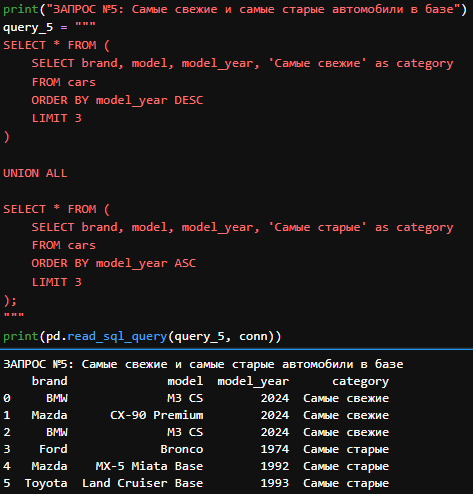 print("ЗАПРОС №5: Самые свежие и самые старые автомобили в базе")
query_5 = """
SELECT * FROM (
    SELECT brand, model, model_year, 'Самые свежие' as category
    FROM cars
    ORDER BY model_year DESC
    LIMIT 3
)

UNION ALL

SELECT * FROM (
    SELECT brand, model, model_year, 'Самые старые' as category
    FROM cars
    ORDER BY model_year ASC
    LIMIT 3
);
"""
print(pd.read_sql_query(query_5, conn))
ЗАПРОС №5: Самые свежие и самые старые автомобили в базе
    brand              model  model_year      category
0     BMW              M3 CS        2024  Самые свежие
1   Mazda      CX-90 Premium        2024  Самые свежие
2     BMW              M3 CS        2024  Самые свежие
3    Ford             Bronco        1974  Самые старые
4   Mazda    MX-5 Miata Base        1992  Самые старые
5  Toyota  Land Cruiser Base        1993  Самые старые